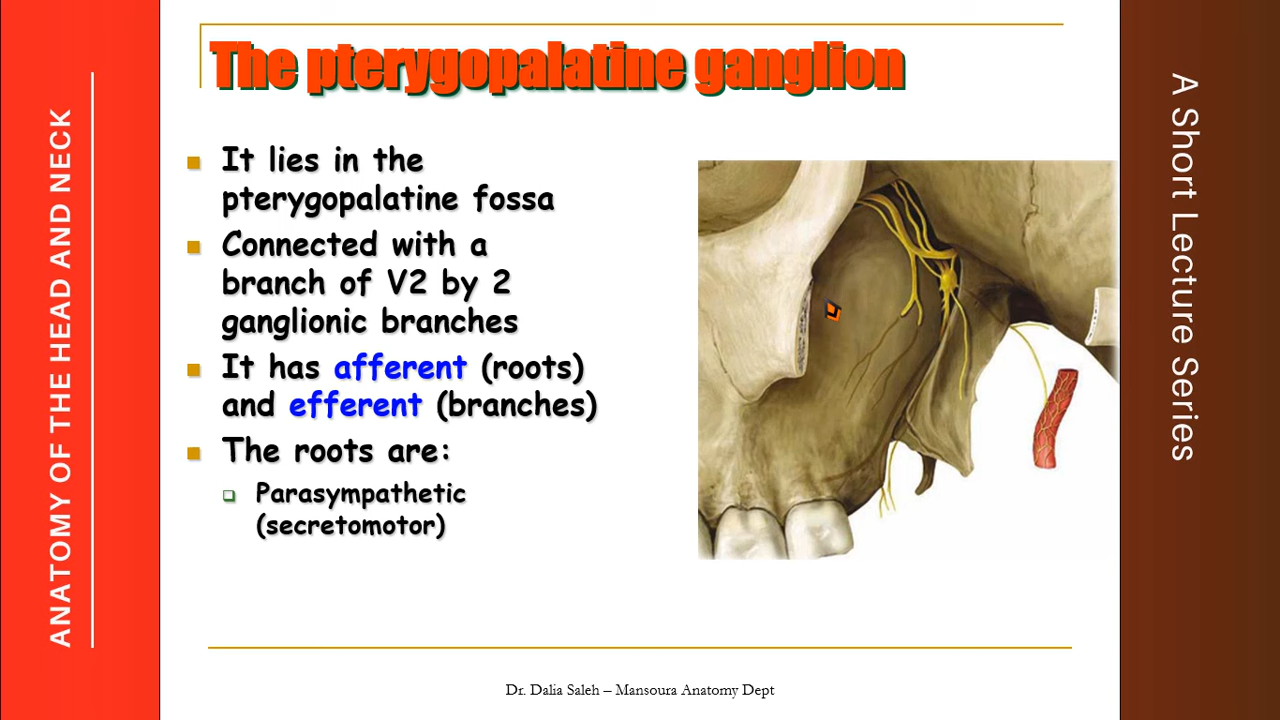 ANATOMY OF THE HEAD AND NECK
The pterygopalatine ganglion
It lies in the
pterygopalatine fossa
Connected with a
branch of V2 by 2
ganglionic branches
It has afferent (roots)
and efferent (branches)
The roots are:
Parasympathetic
(secretomotor)
Dr. Dalia Saleh – Mansoura Anatomy Dept
A Short Lecture Series